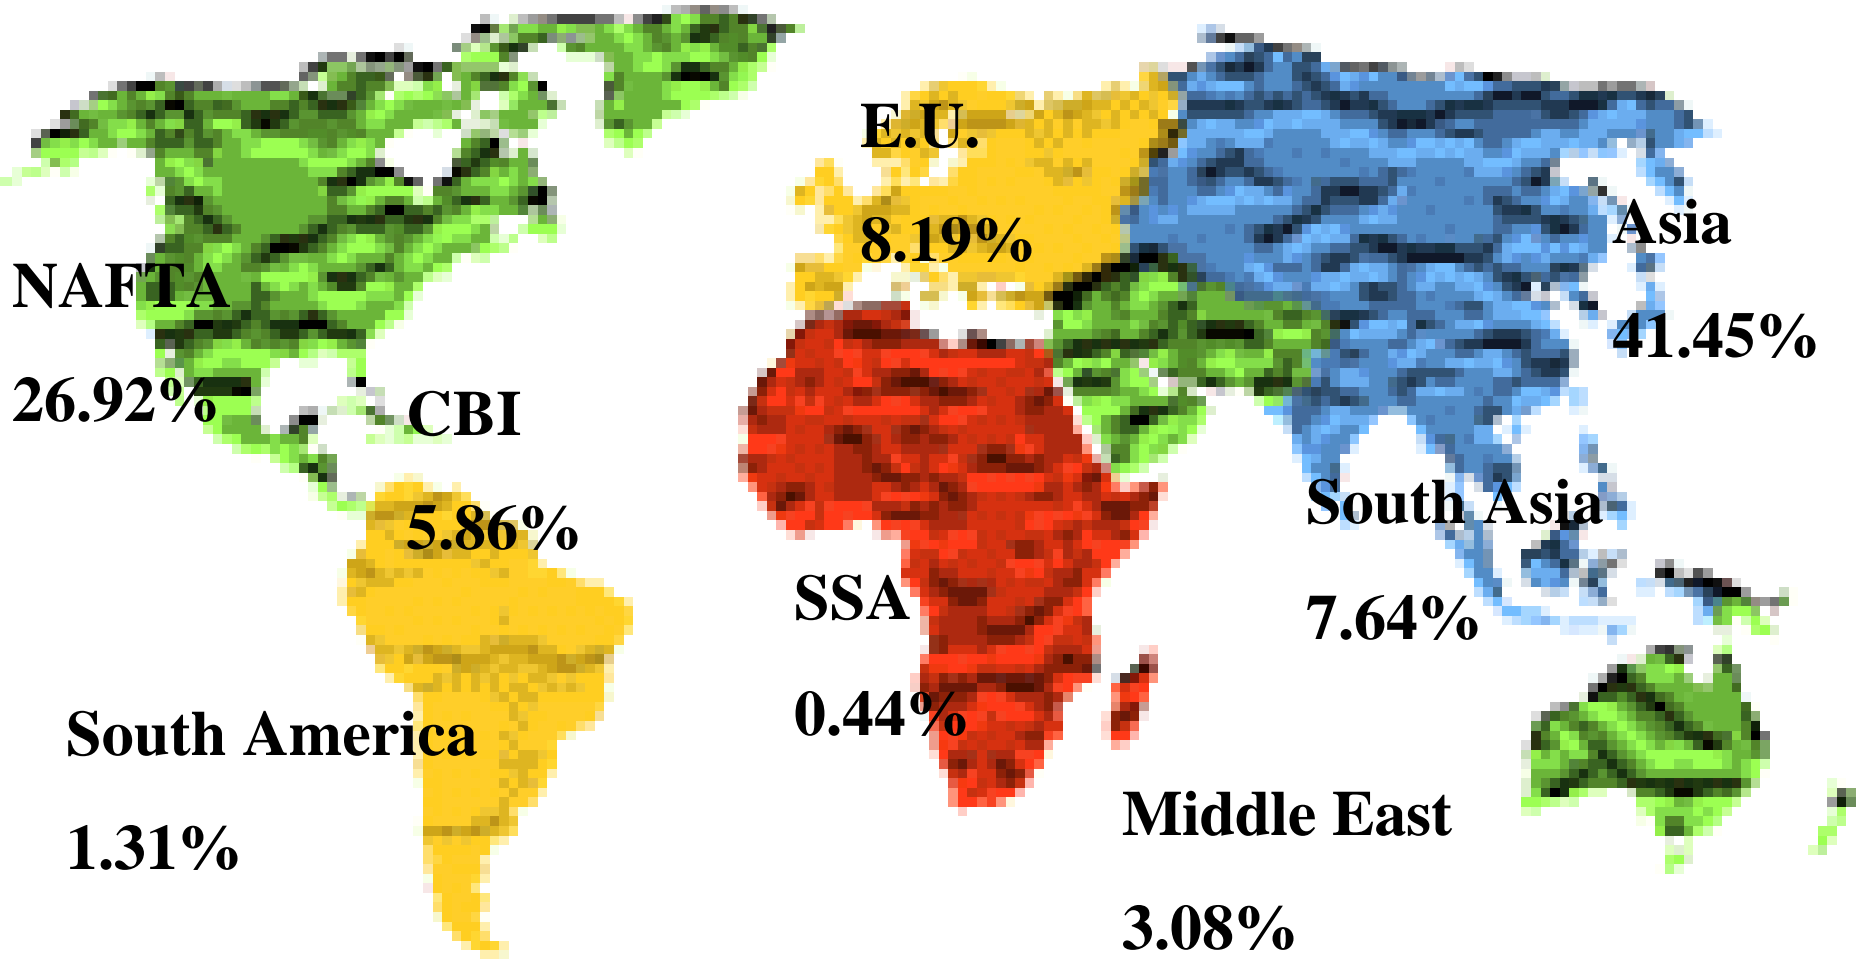 E.U.
8.19%
Asia
41.45%
NAFTA
26.92%
CBI
5.86%
South Asia
7.64%
SSA
0.44%
South America
1.31%
Middle East
3.08%